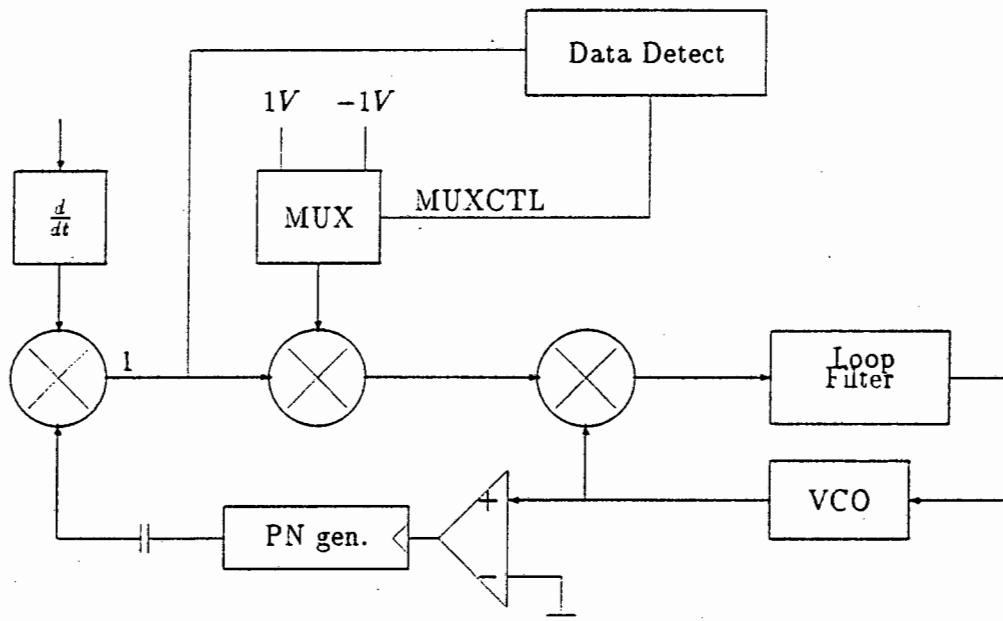 Data Detect
1V −1V
d
dt
MUX
MUXCTL
1
Loop
Filter
VCO
PN gen.
+
−